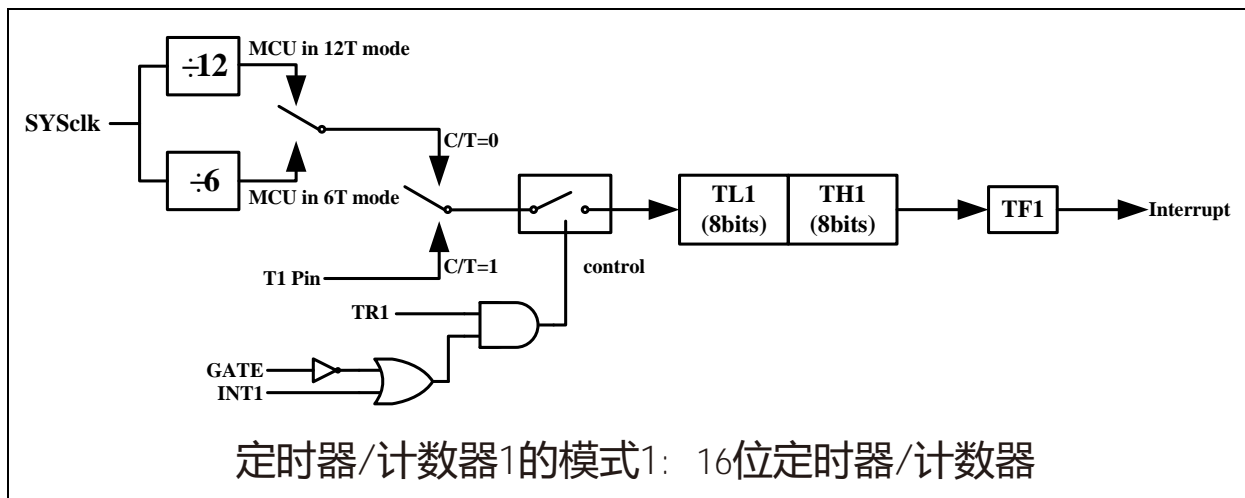 ÷12
MCU in 12T mode
SYSclk
C/T=0
÷6
MCU in 6T mode
TL1
(8bits)
TH1
(8bits)
TF1
Interrupt
T1 Pin
C/T=1
control
TR1
GATE
INT1
定时器/计数器1的模式1: 16位定时器/计数器